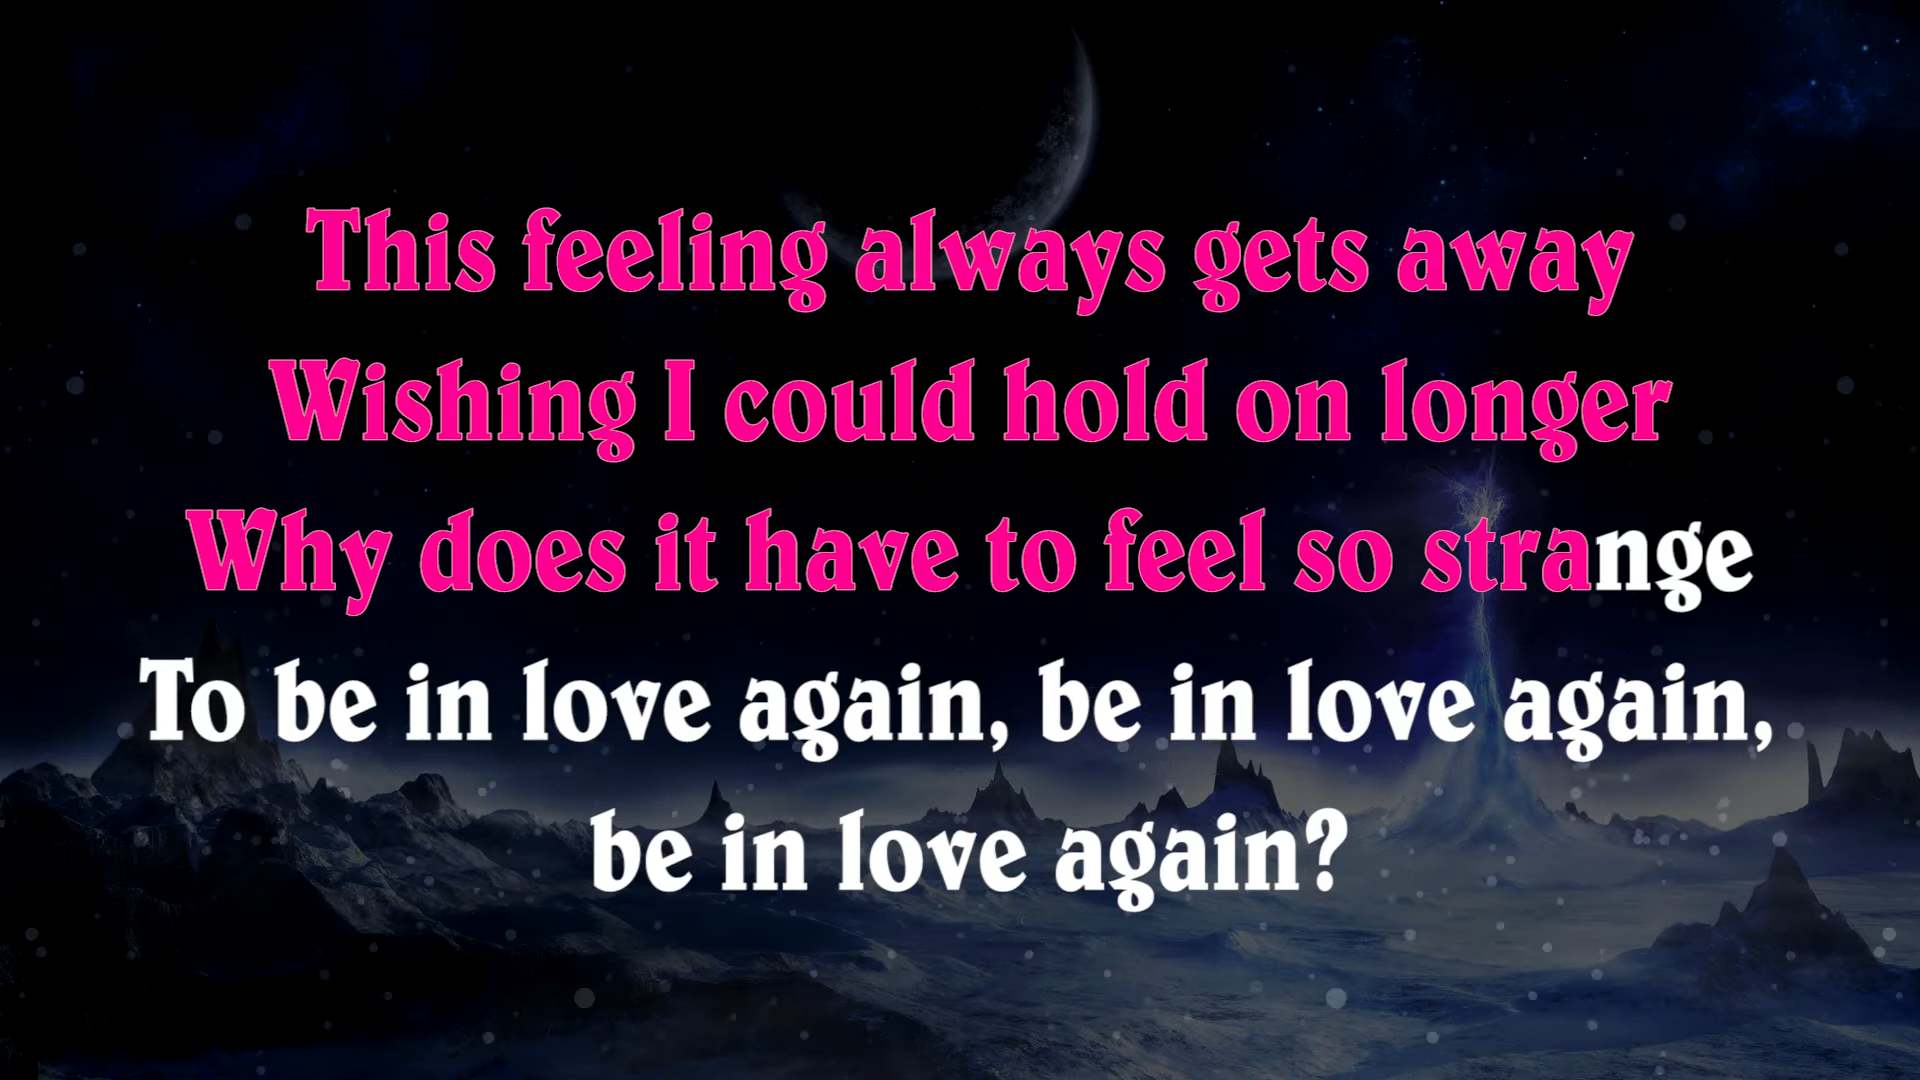 This feeling always gets away
Wishing I could hold on longer
Why does it have to feel so strange
To be in love again, be in love again,
be in love again?